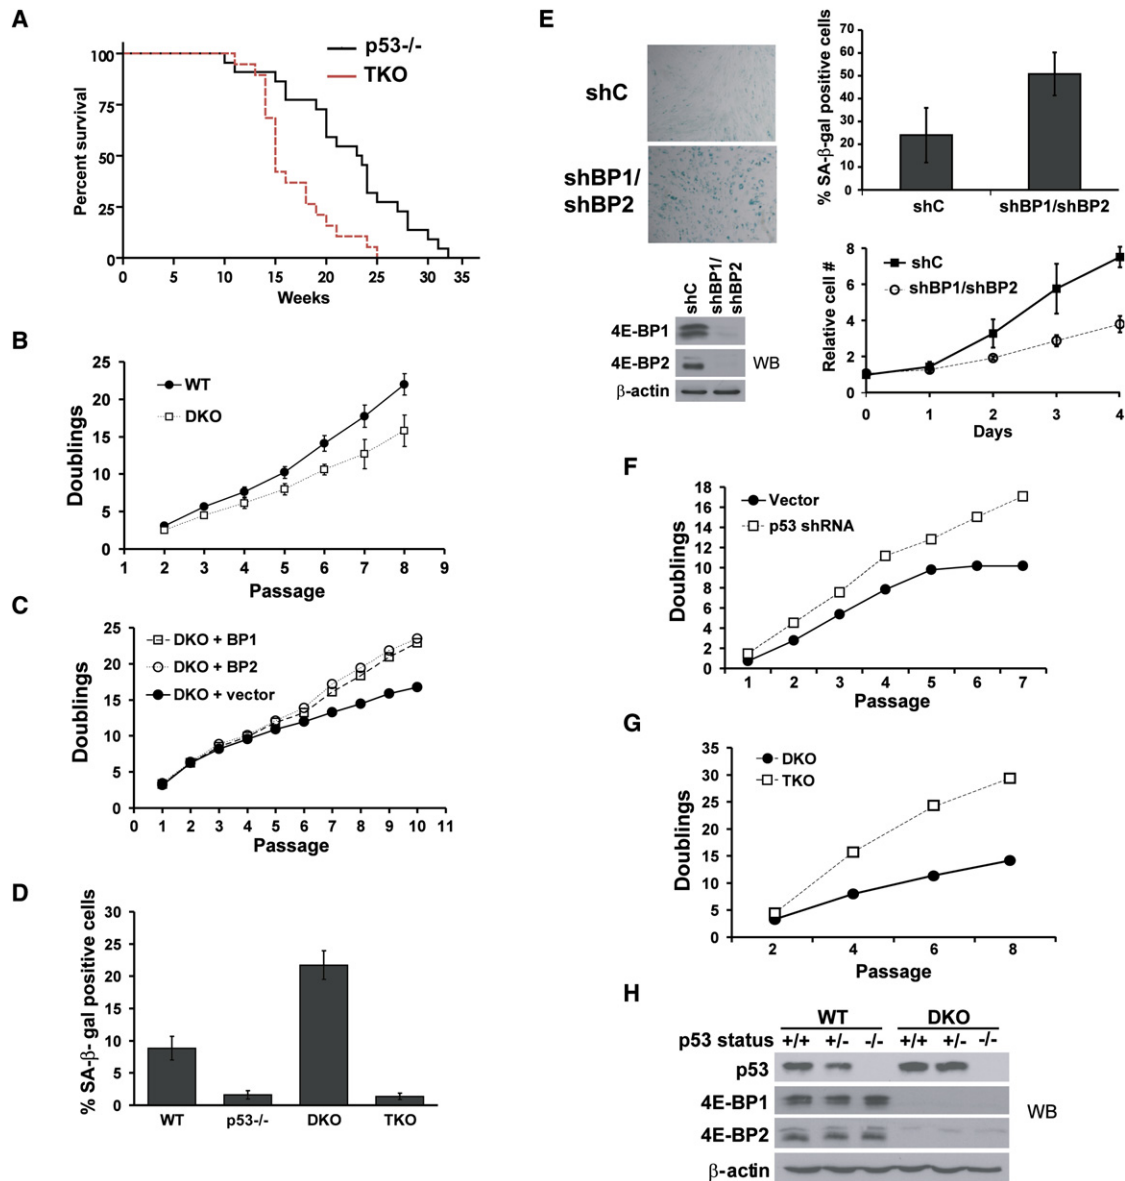 A
p53-/-
TKO
Percent survival
100
75
50
25
0
0 5 10 15 20 25 30 35
Weeks
B
WT
DKO
Doublings
25
20
15
10
5
0
1 2 3 4 5 6 7 8 9
Passage
C
DKO + BP1
DKO + BP2
DKO + vector
Doublings
25
20
15
10
5
0
0 1 2 3 4 5 6 7 8 9 10 11
Passage
D
% SA-β- gal positive cells
30
25
20
15
10
5
0
WT p53-/- DKO TKO
E
shC
shBP1/
shBP2
shC
shBP1/
shBP2
4E-BP1
4E-BP2
β-actin
WB
% SA-β-gal positive cells
70
60
50
40
30
20
10
0
shC shBP1/shBP2
Relative cell #
8
6
4
2
0
shC
shBP1/shBP2
0 1 2 3 4
Days
F
Vector
p53 shRNA
Doublings
18
16
14
12
10
8
6
4
2
0
1 2 3 4 5 6 7
Passage
G
DKO
TKO
Doublings
35
30
25
20
15
10
5
0
2 4 6 8
Passage
H
WT DKO
p53 status +/+ +/- -/- +/+ +/- -/-
p53
4E-BP1
4E-BP2
β-actin
WB